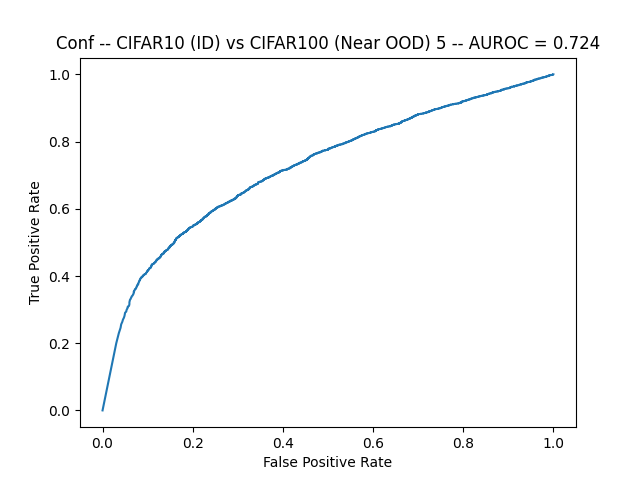 Conf -- CIFAR10 (ID) vs CIFAR100 (Near OOD) 5 -- AUROC = 0.724
True Positive Rate
1.0
0.8
0.6
0.4
0.2
0.0
0.0 0.2 0.4 0.6 0.8 1.0
False Positive Rate